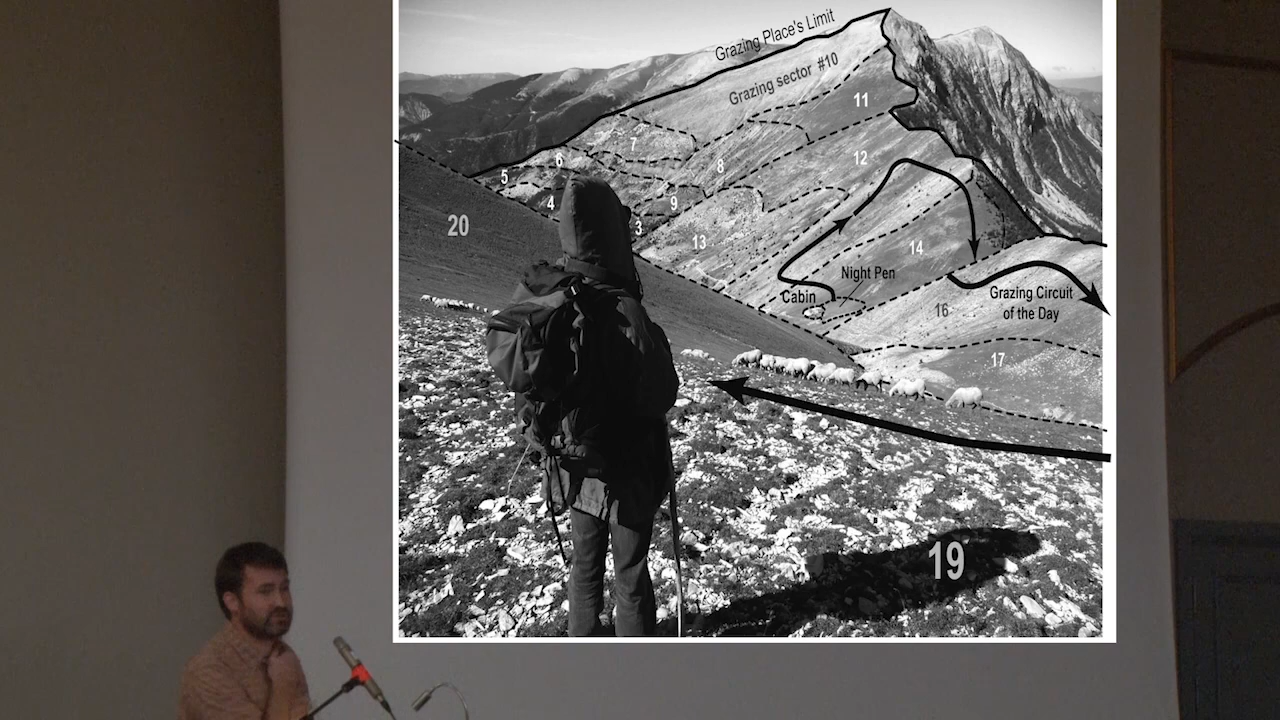 Grazing Place's Limit
Grazing sector #10
11
7
12
6
8
5
4
9
20
3
13
14
Night Pen
Cabin
Grazing Circuit
of the Day
16
17
19